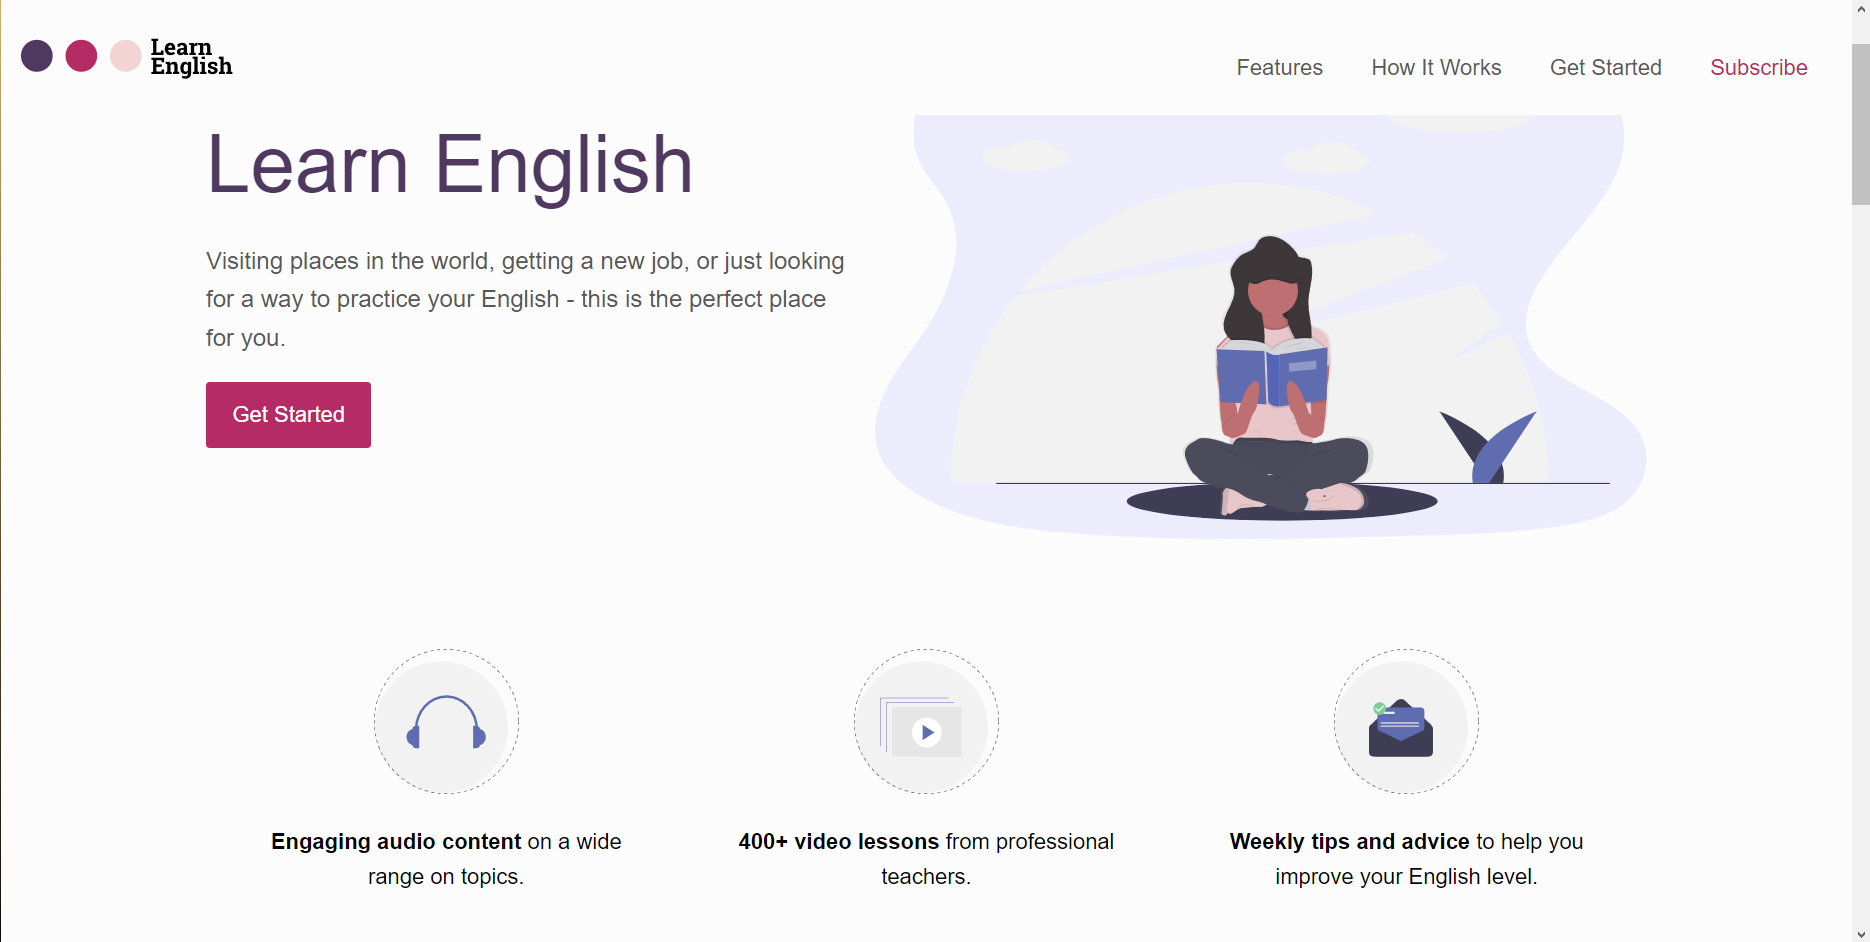 Learn
English
Features
How It Works
Get Started
Subscribe
Learn English
Visiting places in the world, getting a new job, or just looking
for a way to practice your English - this is the perfect place
for you.
Get Started
Engaging audio content on a wide
range on topics.
400+ video lessons from professional
teachers.
Weekly tips and advice to help you
improve your English level.